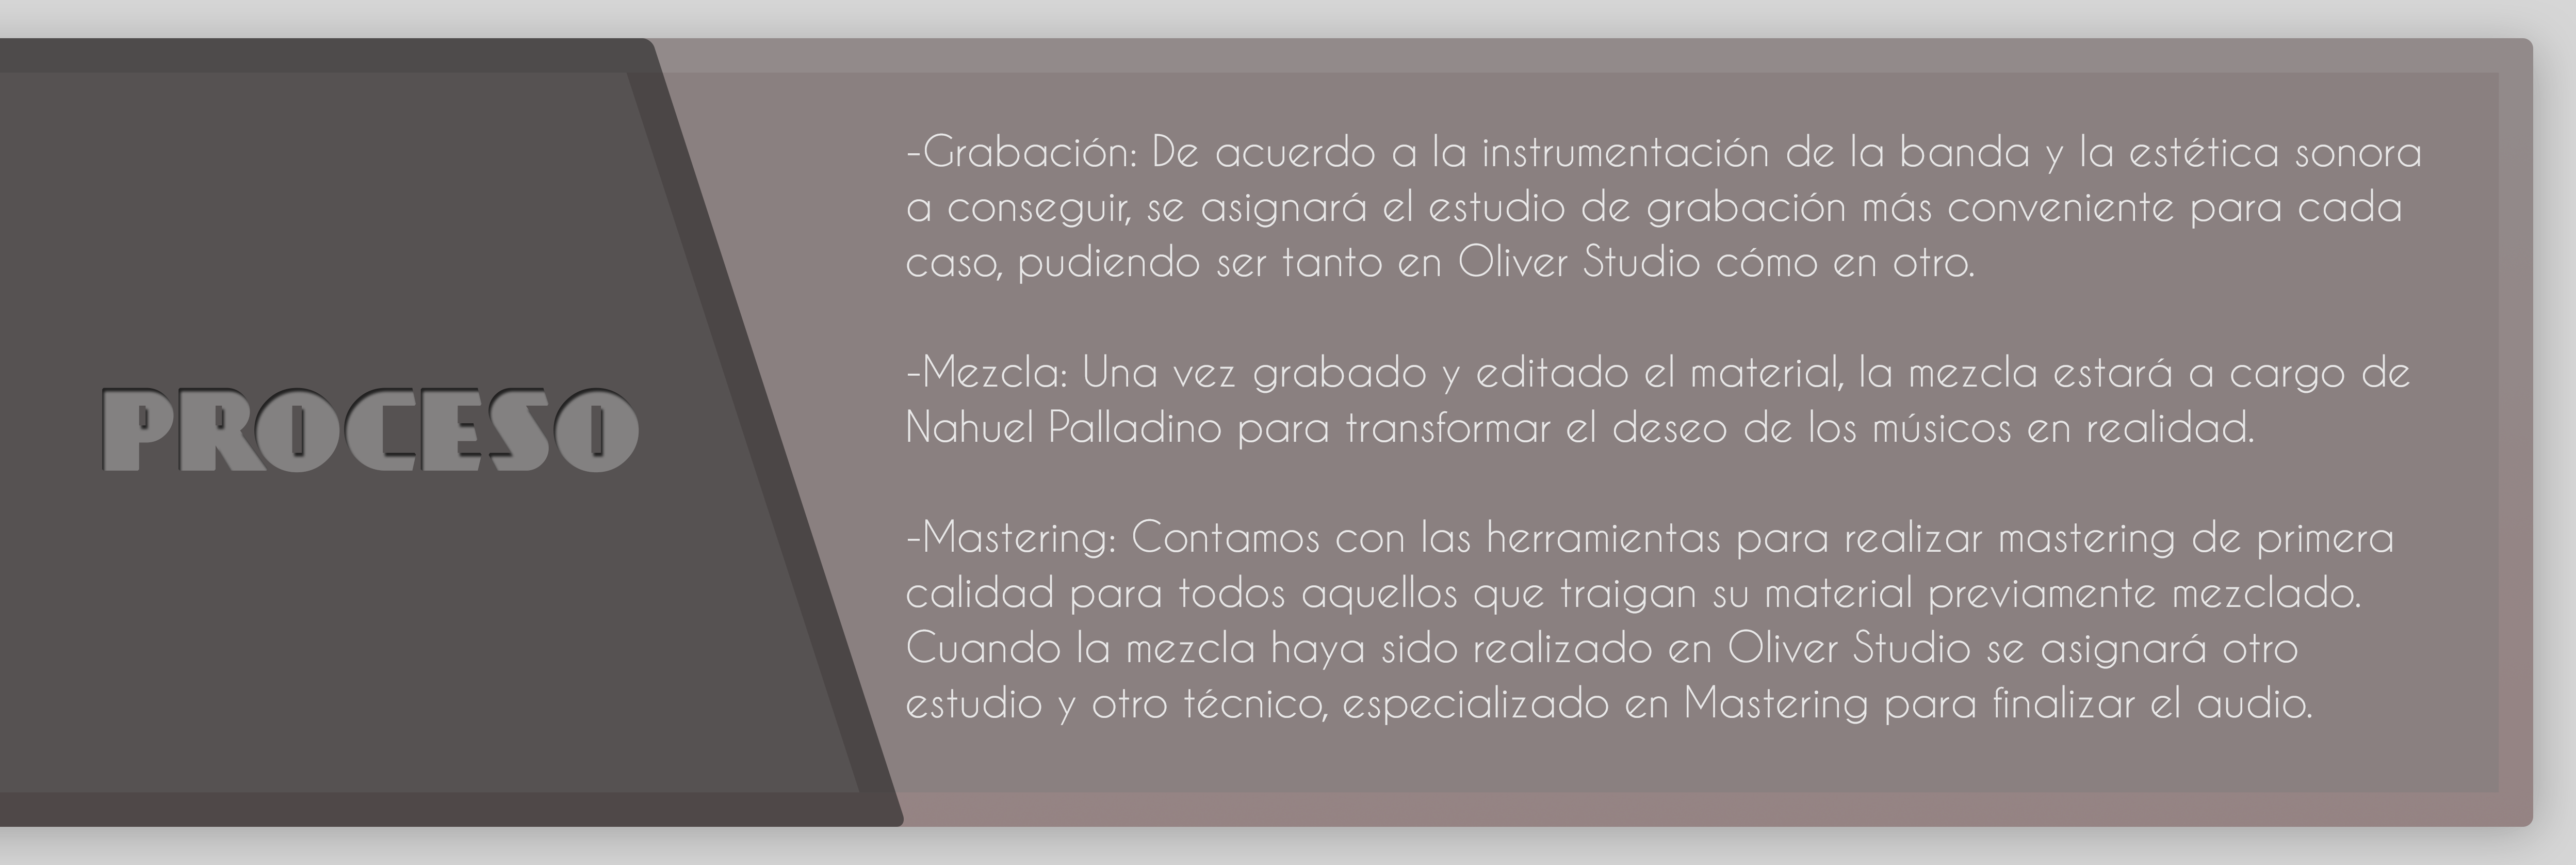 PROCESO
-Grabación: De acuerdo a la instrumentación de la banda y la estética sonora
a conseguir, se asignará el estudio de grabación más conveniente para cada
caso, pudiendo ser tanto en Oliver Studio cómo en otro.
-Mezcla: Una vez grabado y editado el material, la mezcla estará a cargo de
Nahuel Palladino para transformar el deseo de los músicos en realidad.
-Mastering: Contamos con las herramientas para realizar mastering de primera
calidad para todos aquellos que traigan su material previamente mezclado.
Cuando la mezcla haya sido realizado en Oliver Studio se asignará otro
estudio y otro técnico, especializado en Mastering para finalizar el audio.